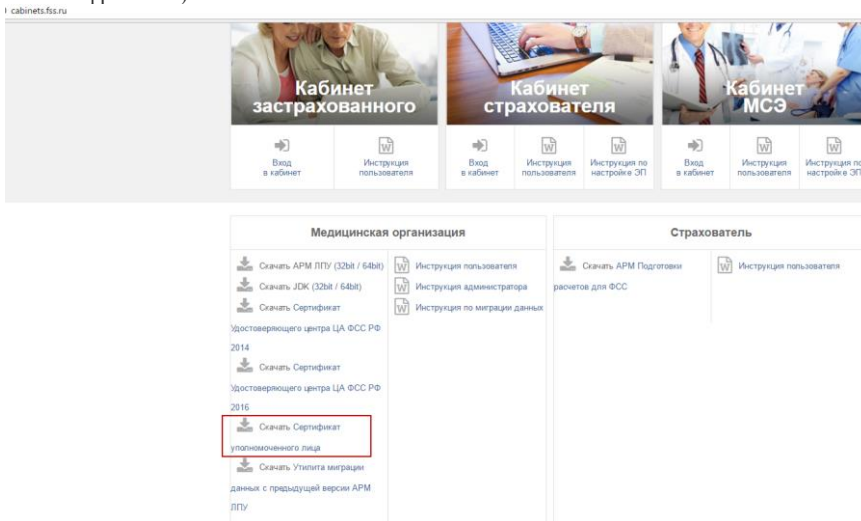 cabinets.fss.ru
Кабинет
застрахованного
Кабинет
страхователя
Кабинет
МСЭ
Вход
в кабинет
Инструкция
пользователя
Вход
в кабинет
Инструкция
пользователя
Инструкция по
настройке ЭП
Вход
в кабинет
Инструкция
пользователя
Инструкция по
настройке ЭП
Медицинская организация
Скачать АРМ ЛПУ (32bit / 64bit)
Скачать JDK (32bit / 64bit)
Скачать Сертификат
Удостоверяющего центра ЦА ФСС РФ
2014
Скачать Сертификат
Удостоверяющего центра ЦА ФСС РФ
2016
Скачать Сертификат
уполномоченного лица
Скачать Утилита миграции
данных с предыдущей версии АРМ
ЛПУ
Инструкция пользователя
Инструкция администратора
Инструкция по миграции данных
Страхователь
Скачать АРМ Подготовки
расчетов для ФСС
Инструкция пользователя